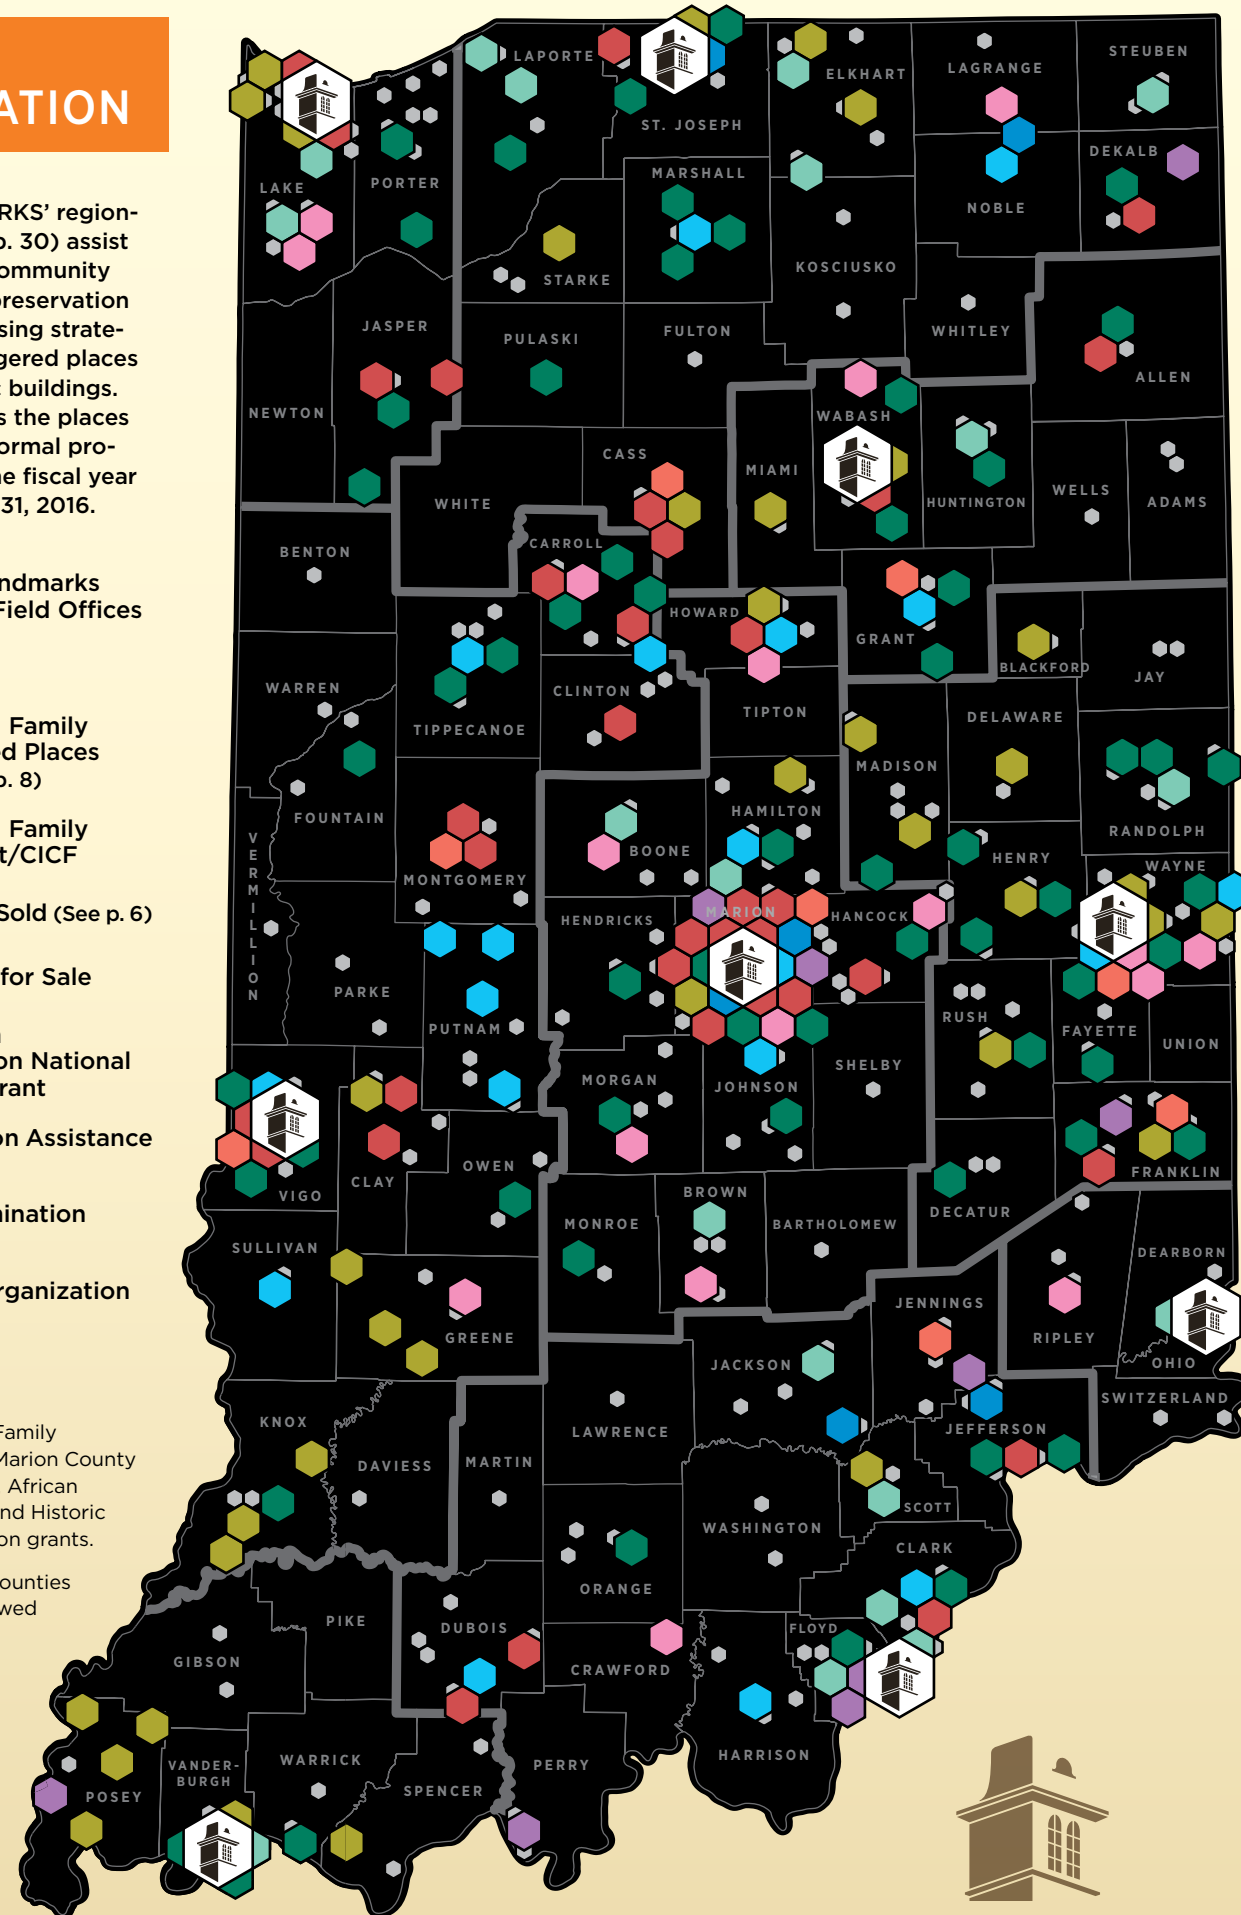 ATION
RKS’ region-
p. 30) assist
ommunity
preservation
sing strate-
gered places
c buildings.
s the places
ormal pro-
ne fiscal year
31, 2016.
ndmarks
Field Offices
Family
ed Places
p. 8)
Family
t/CICF
Sold (See p. 6)
for Sale
on National
rant
on Assistance
nination
rganization
Family
Marion County
African
nd Historic
on grants.
ounties
wed
LAPORTE
ST. JOSEPH
ELKHART
LAGRANGE
STEUBEN
LAKE
PORTER
MARSHALL
NOBLE
DEKALB
STARKE
KOSCIUSKO
JASPER
PULASKI
FULTON
WHITLEY
ALLEN
NEWTON
WABASH
CASS
MIAMI
WHITE
HUNTINGTON
WELLS
ADAMS
BENTON
CARROLL
HOWARD
GRANT
BLACKFORD
JAY
WARREN
CLINTON
TIPTON
TIPPECANOE
DELAWARE
MADISON
FOUNTAIN
HAMILTON
RANDOLPH
VERMILLION
BOONE
HENRY
WAYNE
MONTGOMERY
HENDRICKS
MARION
HANCOCK
PARKE
PUTNAM
RUSH
FAYETTE
UNION
MORGAN
JOHNSON
SHELBY
VIGO
CLAY
OWEN
FRANKLIN
MONROE
BROWN
BARTHOLOMEW
DECATUR
SULLIVAN
DEARBORN
GREENE
JENNINGS
RIPLEY
OHIO
JACKSON
SWITZERLAND
KNOX
LAWRENCE
JEFFERSON
DAVIESS
MARTIN
SCOTT
WASHINGTON
CLARK
ORANGE
PIKE
DUBOIS
FLOYD
GIBSON
CRAWFORD
HARRISON
VANDER-
BURGH
WARRICK
PERRY
POSEY
SPENCER